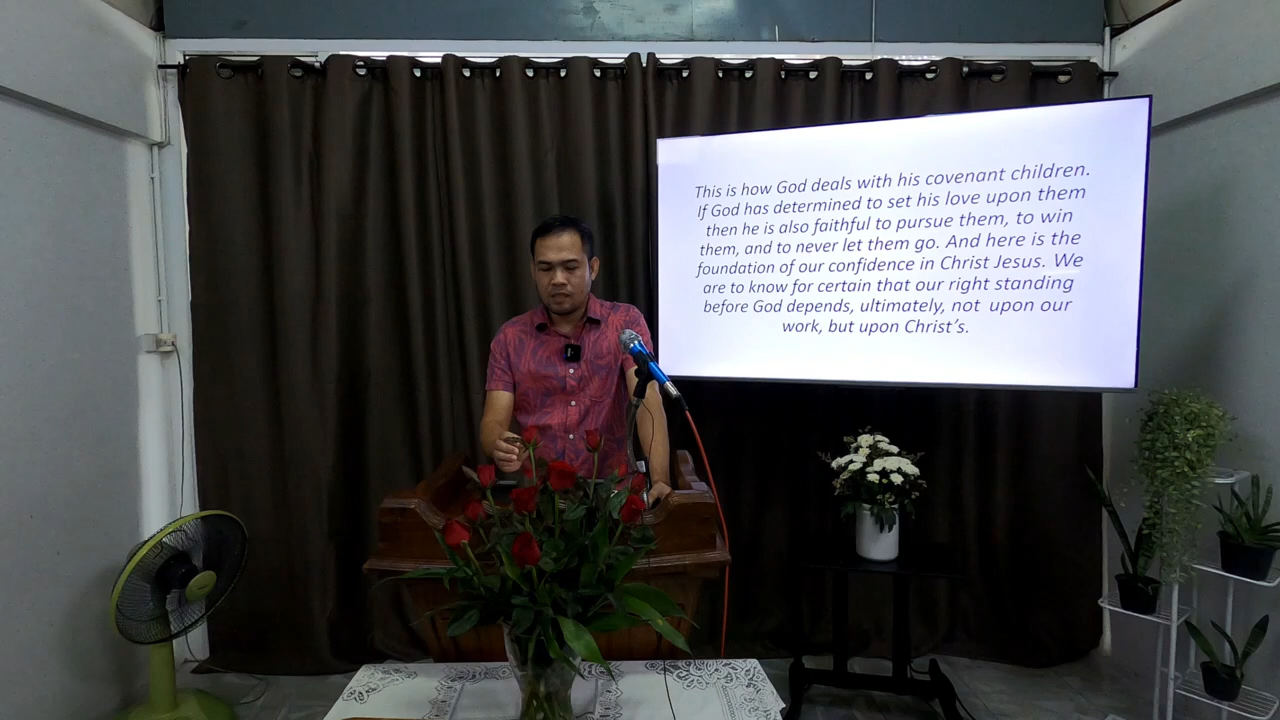 This is how God deals with his covenant children.
If God has determined to set his love upon them
then he is also faithful to pursue them, to win
them, and to never let them go. And here is the
foundation of our confidence in Christ Jesus. We
are to know for certain that our right standing
before God depends, ultimately, not upon our
work, but upon Christ's.